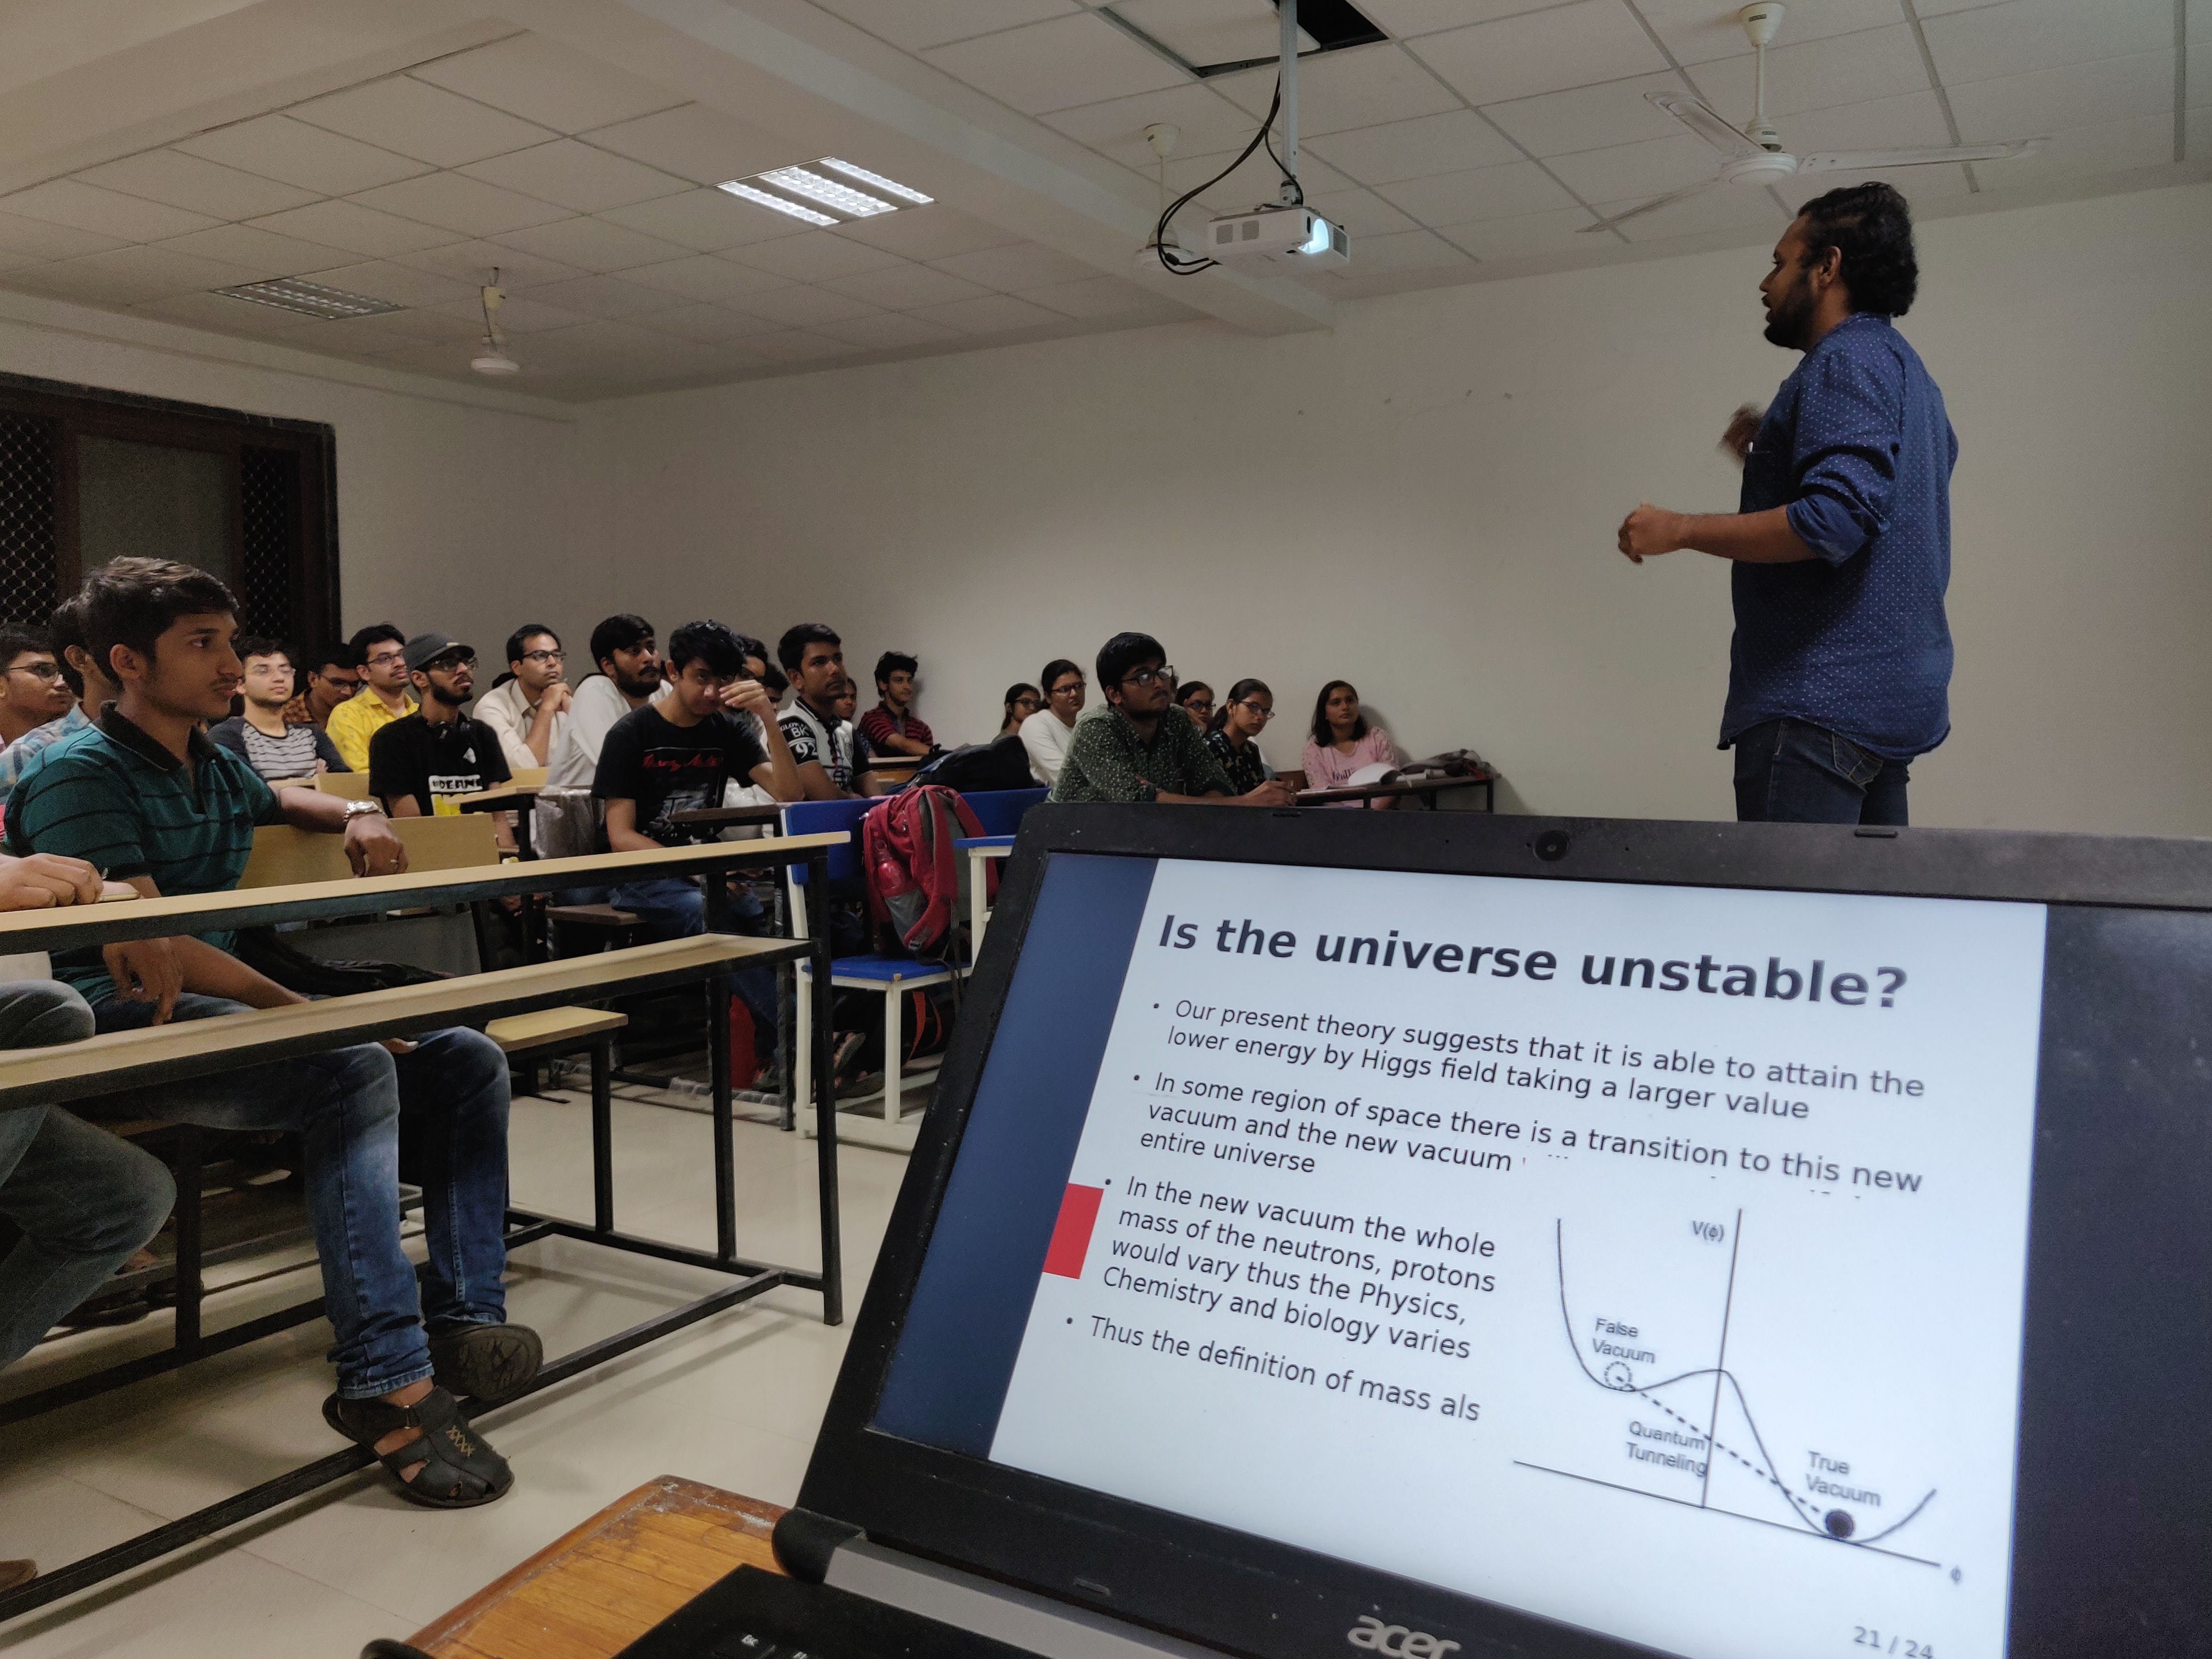 Is the universe unstable?
• Our present theory suggests that it is able to attain the
lower energy by Higgs field taking a larger value
• In some region of space there is a transition to this new
vacuum and the new vacuum
entire universe
• In the new vacuum the whole
mass of the neutrons, protons
would vary thus the Physics,
Chemistry and biology varies
• Thus the definition of mass als
V(ϕ)
False
Vacuum
Quantum
Tunneling
True
Vacuum
ϕ
21 / 24
acer
Esc
92